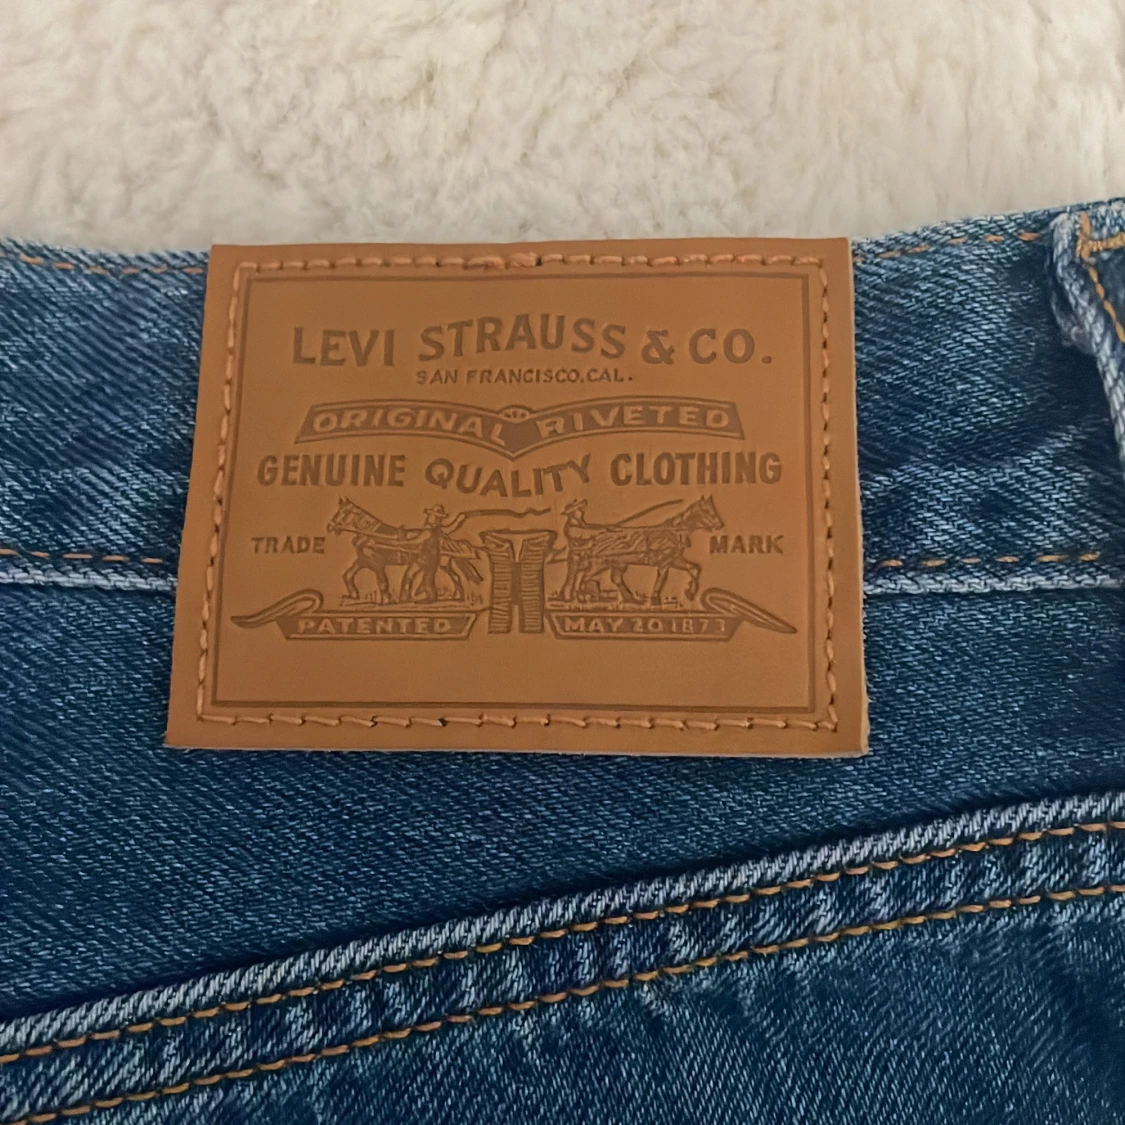 LEVI STRAUSS & CO.
SAN FRANCISCO, CAL.
ORIGINAL RIVETED
GENUINE QUALITY CLOTHING
TRADE MARK
PATENTED MAY 20 1873